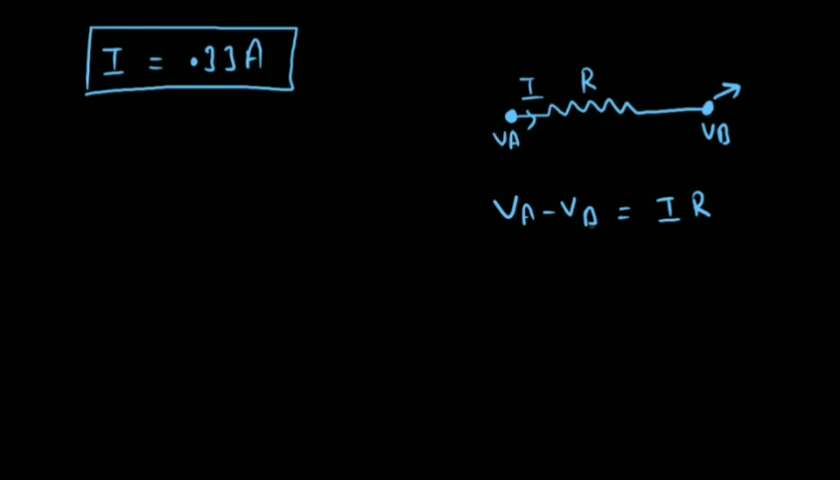 I = .33A
I R
VA VB
VA - VB = I R